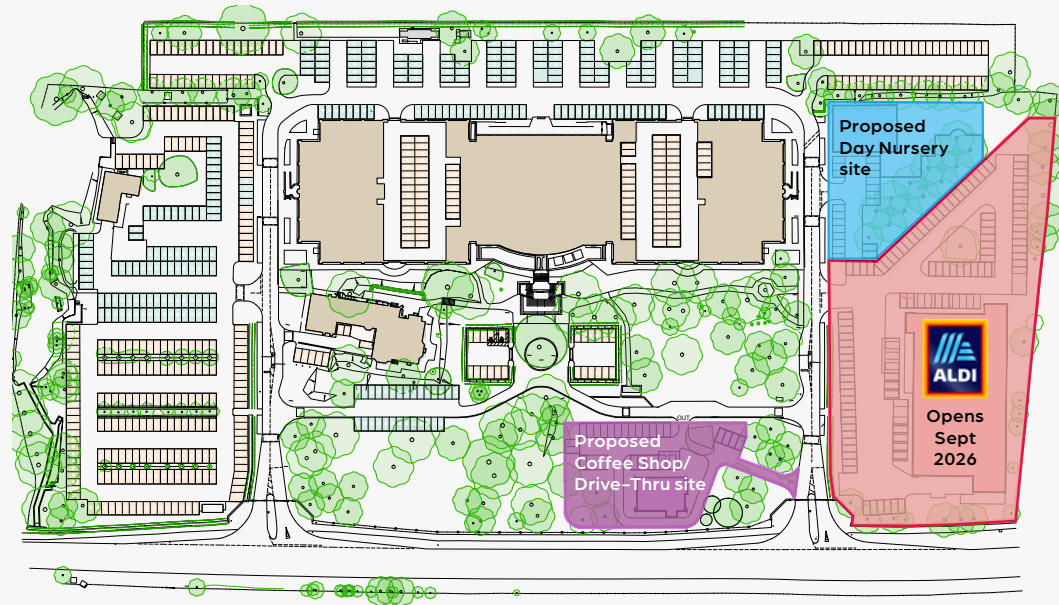 Proposed
Day Nursery
site
ALDI
Opens
Sept
2026
OUT
Proposed
Coffee Shop/
Drive-Thru site